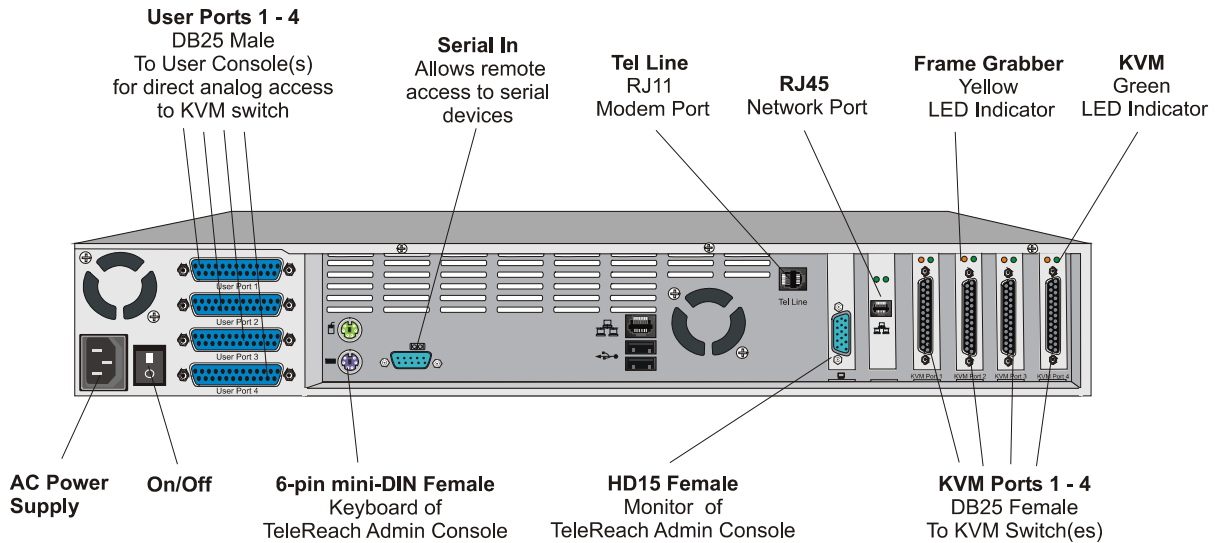 User Ports 1 - 4
DB25 Male
To User Console(s)
for direct analog access
to KVM switch
Serial In
Allows remote
access to serial
devices
Tel Line
RJ11
Modem Port
RJ45
Network Port
Frame Grabber
Yellow
LED Indicator
KVM
Green
LED Indicator
User Port 1
User Port 2
User Port 3
User Port 4
Tel Line
KVM Port 1
KVM Port 2
KVM Port 3
KVM Port 4
AC Power
Supply
On/Off
6-pin mini-DIN Female
Keyboard of
TeleReach Admin Console
HD15 Female
Monitor of
TeleReach Admin Console
KVM Ports 1 - 4
DB25 Female
To KVM Switch(es)